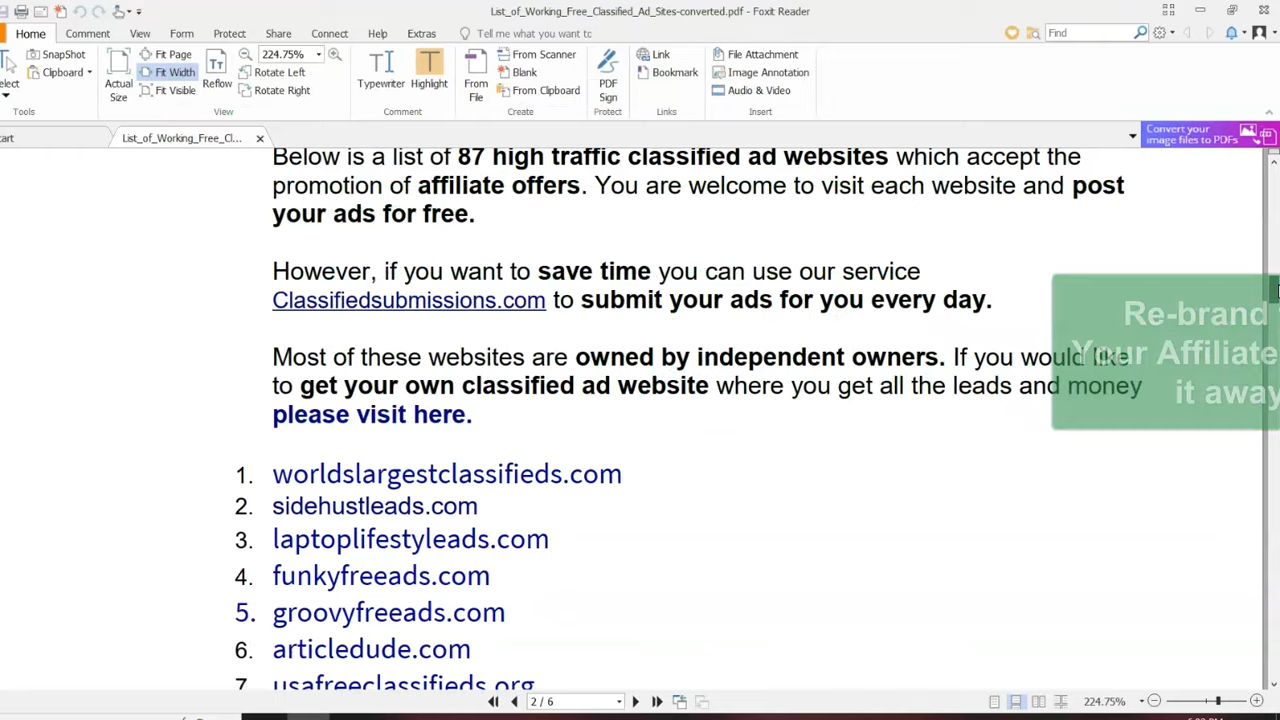 List_of_Working_Free_Classified_Ad_Sites-converted.pdf - Foxit Reader
Home Comment View Form Protect Share Connect Help Extras Tell me what you want to Find
SnapShot Fit Page 224.75% From Scanner Link File Attachment
Clipboard Fit Width Rotate Left Blank Bookmark Image Annotation
Fit Visible Rotate Right From Clipboard Audio & Video
Actual Size Reflow Typewriter Highlight From File PDF Sign
Tools View Comment Create Protect Links Insert
List_of_Working_Free_Cl...
Convert your
image files to PDFs
Below is a list of 87 high traffic classified ad websites which accept the
promotion of affiliate offers. You are welcome to visit each website and post
your ads for free.
However, if you want to save time you can use our service
Classifiedsubmissions.com to submit your ads for you every day.
Re-brand
Your Affiliate
it away
Most of these websites are owned by independent owners. If you would like
to get your own classified ad website where you get all the leads and money
please visit here.
1. worldslargestclassifieds.com
2. sidehustleads.com
3. laptoplifestyleads.com
4. funkyfreeads.com
5. groovyfreeads.com
6. articledude.com
7. usafreeclassifieds.org
2 / 6 224.75%